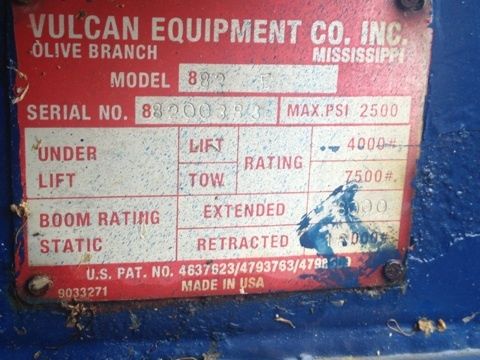 VULCAN EQUIPMENT CO. INC.
OLIVE BRANCH MISSISSIPPI
MODEL 882
SERIAL NO. MAX. PSI 2500
UNDER LIFT LIFT RATING 4000#
TOW 7500#
BOOM RATING STATIC EXTENDED
RETRACTED
U.S. PAT. NO. 4637623/4793763/
9033271 MADE IN USA